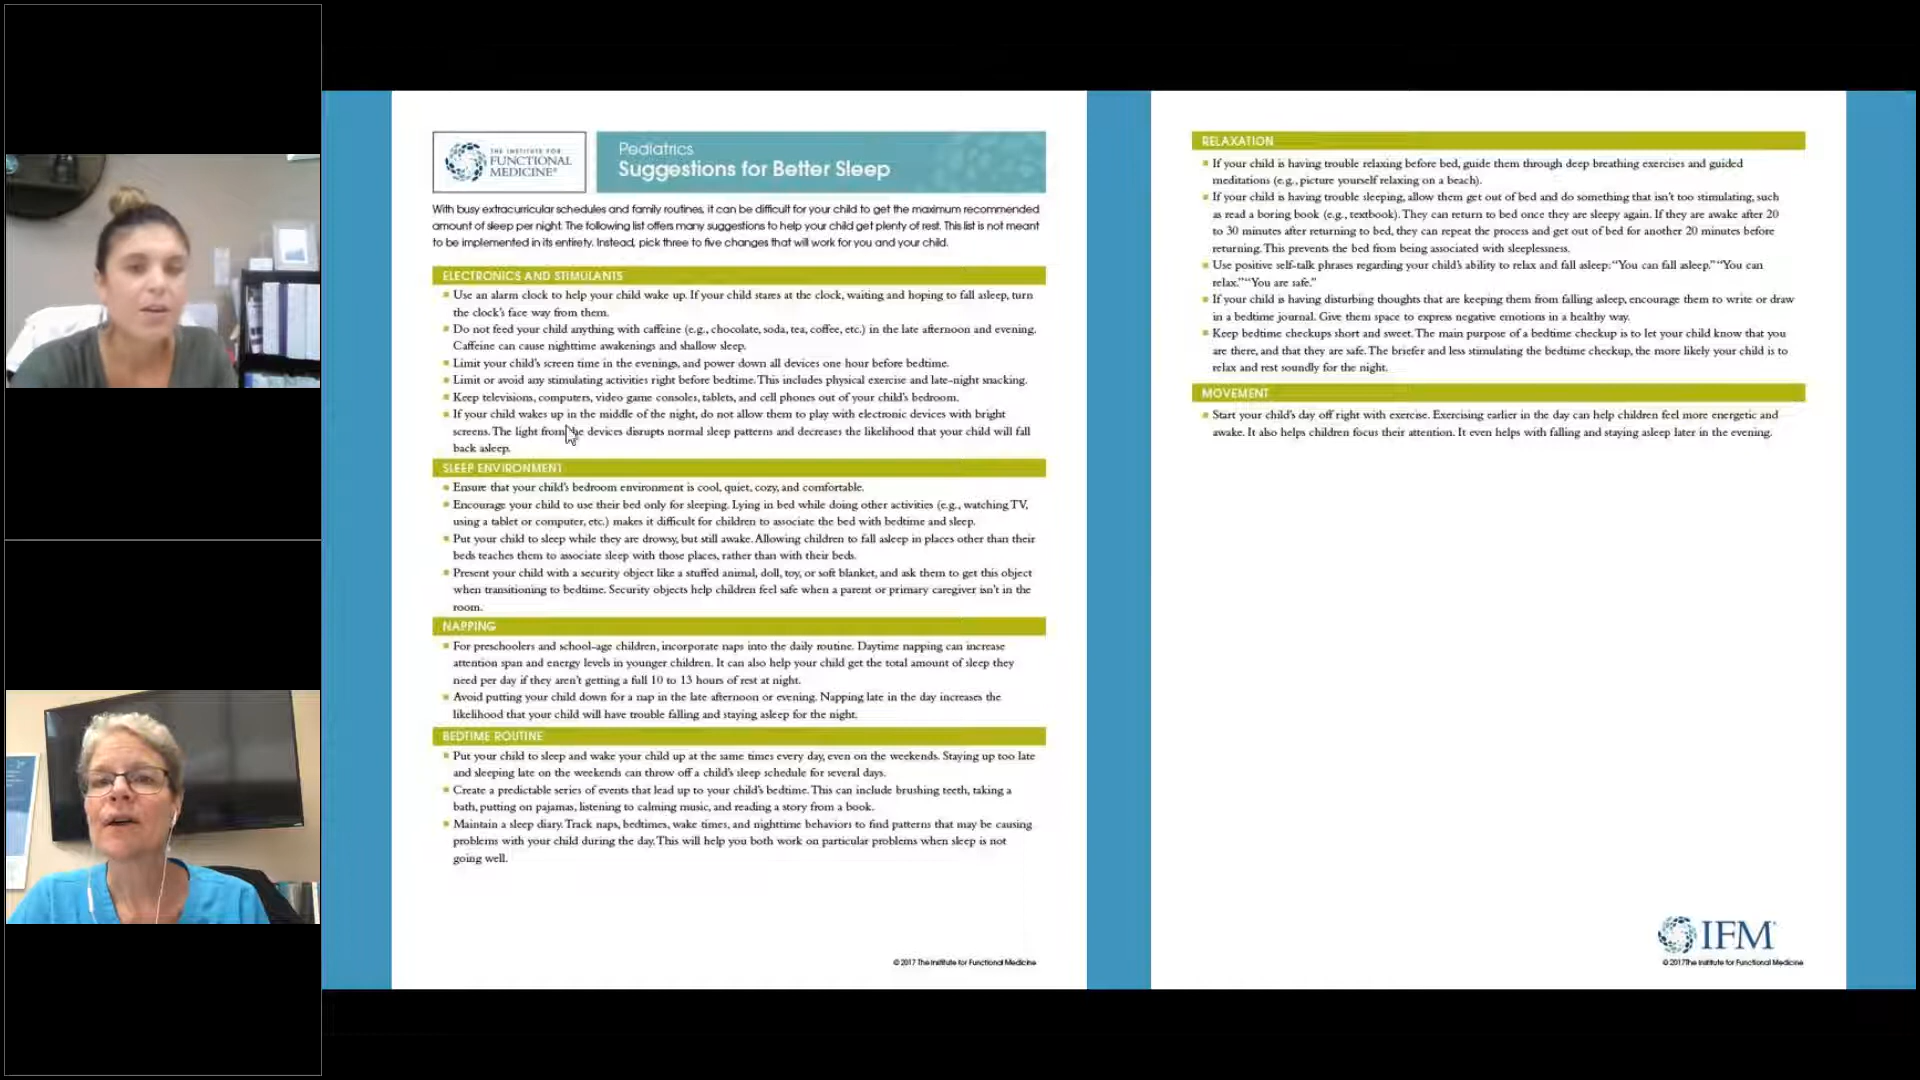 THE INSTITUTE FOR
FUNCTIONAL
MEDICINE®
Pediatrics
Suggestions for Better Sleep
With busy extracurricular schedules and family routines, it can be difficult for your child to get the maximum recommended
amount of sleep per night. The following list offers many suggestions to help your child get plenty of rest. This list is not meant
to be implemented in its entirety. Instead, pick three to five changes that will work for you and your child.
ELECTRONICS AND STIMULANTS
Use an alarm clock to help your child wake up. If your child stares at the clock, waiting and hoping to fall asleep, turn
the clock's face way from them.
Do not feed your child anything with caffeine (e.g., chocolate, soda, tea, coffee, etc.) in the late afternoon and evening.
Caffeine can cause nighttime awakenings and shallow sleep.
Limit your child's screen time in the evenings, and power down all devices one hour before bedtime.
Limit or avoid any stimulating activities right before bedtime. This includes physical exercise and late-night snacking.
Keep televisions, computers, video game consoles, tablets, and cell phones out of your child's bedroom.
If your child wakes up in the middle of the night, do not allow them to play with electronic devices with bright
screens. The light from the devices disrupts normal sleep patterns and decreases the likelihood that your child will fall
back asleep.
SLEEP ENVIRONMENT
Ensure that your child's bedroom environment is cool, quiet, cozy, and comfortable.
Encourage your child to use their bed only for sleeping. Lying in bed while doing other activities (e.g., watching TV,
using a tablet or computer, etc.) makes it difficult for children to associate the bed with bedtime and sleep.
Put your child to sleep while they are drowsy, but still awake. Allowing children to fall asleep in places other than their
beds teaches them to associate sleep with those places, rather than with their beds.
Present your child with a security object like a stuffed animal, doll, toy, or soft blanket, and ask them to get this object
when transitioning to bedtime. Security objects help children feel safe when a parent or primary caregiver isn't in the
room.
NAPPING
For preschoolers and school-age children, incorporate naps into the daily routine. Daytime napping can increase
attention span and energy levels in younger children. It can also help your child get the total amount of sleep they
need per day if they aren't getting a full 10 to 13 hours of rest at night.
Avoid putting your child down for a nap in the late afternoon or evening. Napping late in the day increases the
likelihood that your child will have trouble falling and staying asleep for the night.
BEDTIME ROUTINE
Put your child to sleep and wake your child up at the same times every day, even on the weekends. Staying up too late
and sleeping late on the weekends can throw off a child's sleep schedule for several days.
Create a predictable series of events that lead up to your child's bedtime. This can include brushing teeth, taking a
bath, putting on pajamas, listening to calming music, and reading a story from a book.
Maintain a sleep diary. Track naps, bedtimes, wake times, and nighttime behaviors to find patterns that may be causing
problems with your child during the day. This will help you both work on particular problems when sleep is not
going well.
© 2017 The Institute for Functional Medicine
RELAXATION
If your child is having trouble relaxing before bed, guide them through deep breathing exercises and guided
meditations (e.g., picture yourself relaxing on a beach).
If your child is having trouble sleeping, allow them get out of bed and do something that isn't too stimulating, such
as read a boring book (e.g., textbook). They can return to bed once they are sleepy again. If they are awake after 20
to 30 minutes after returning to bed, they can repeat the process and get out of bed for another 20 minutes before
returning. This prevents the bed from being associated with sleeplessness.
Use positive self-talk phrases regarding your child's ability to relax and fall asleep: "You can fall asleep." "You can
relax." "You are safe."
If your child is having disturbing thoughts that are keeping them from falling asleep, encourage them to write or draw
in a bedtime journal. Give them space to express negative emotions in a healthy way.
Keep bedtime checkups short and sweet. The main purpose of a bedtime checkup is to let your child know that you
are there, and that they are safe. The briefer and less stimulating the bedtime checkup, the more likely your child is to
relax and rest soundly for the night.
MOVEMENT
Start your child's day off right with exercise. Exercising earlier in the day can help children feel more energetic and
awake. It also helps children focus their attention. It even helps with falling and staying asleep later in the evening.
IFM
© 2017 The Institute for Functional Medicine